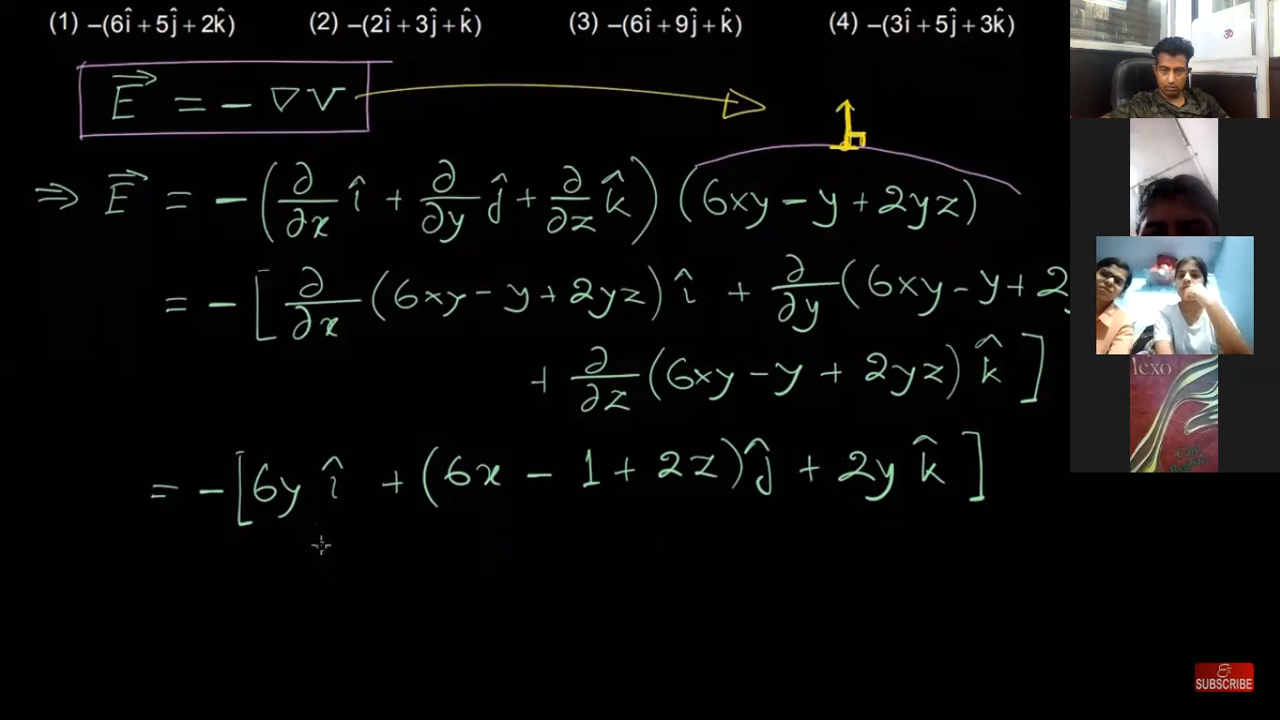 (1) –(6î + 5ĵ + 2k̂) (2) –(2î + 3ĵ + k̂) (3) –(6î + 9ĵ + k̂) (4) –(3î + 5ĵ + 3k̂)
E⃗ = – ∇V
⇒ E⃗ = –(∂/∂x î + ∂/∂y ĵ + ∂/∂z k̂) (6xy – y + 2yz)
= –[∂/∂x (6xy – y + 2yz) î + ∂/∂y (6xy – y + 2
+ ∂/∂z (6xy – y + 2yz) k̂]
= –[6y î + (6x – 1 + 2z) ĵ + 2y k̂]
ॐ
lexo
SUBSCRIBE